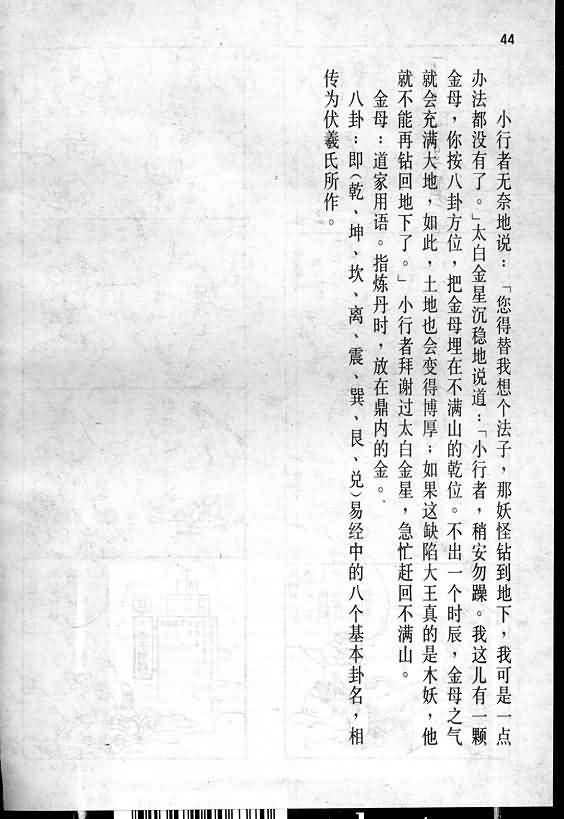 44
小行者无奈地说：「您得替我想个法子，那妖怪钻到地下，我可是一点
办法都没有了。」太白金星沉稳地说道：「小行者，稍安勿躁。我这儿有一颗
金母，你按八卦方位，把金母埋在不满山的乾位。不出一个时辰，金母之气
就会充满大地，如此，土地也会变得博厚；如果这缺陷大王真的是木妖，他
就不能再钻回地下了。」小行者拜谢过太白金星，急忙赶回不满山。
金母：道家用语。指炼丹时，放在鼎内的金。
八卦：即（乾、坤、坎、离、震、巽、艮、兑）易经中的八个基本卦名，相
传为伏羲氏所作。